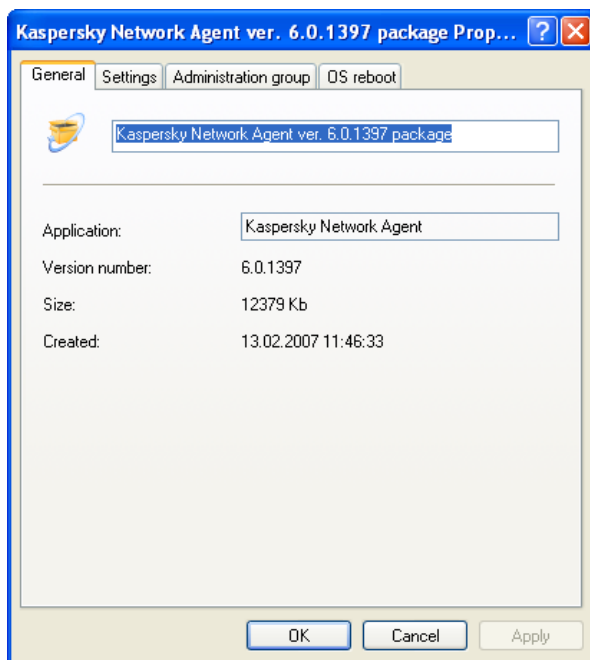 Kaspersky Network Agent ver. 6.0.1397 package Prop... ?
General Settings Administration group OS reboot
Kaspersky Network Agent ver. 6.0.1397 package
Application: Kaspersky Network Agent
Version number: 6.0.1397
Size: 12379 Kb
Created: 13.02.2007 11:46:33
OK Cancel Apply